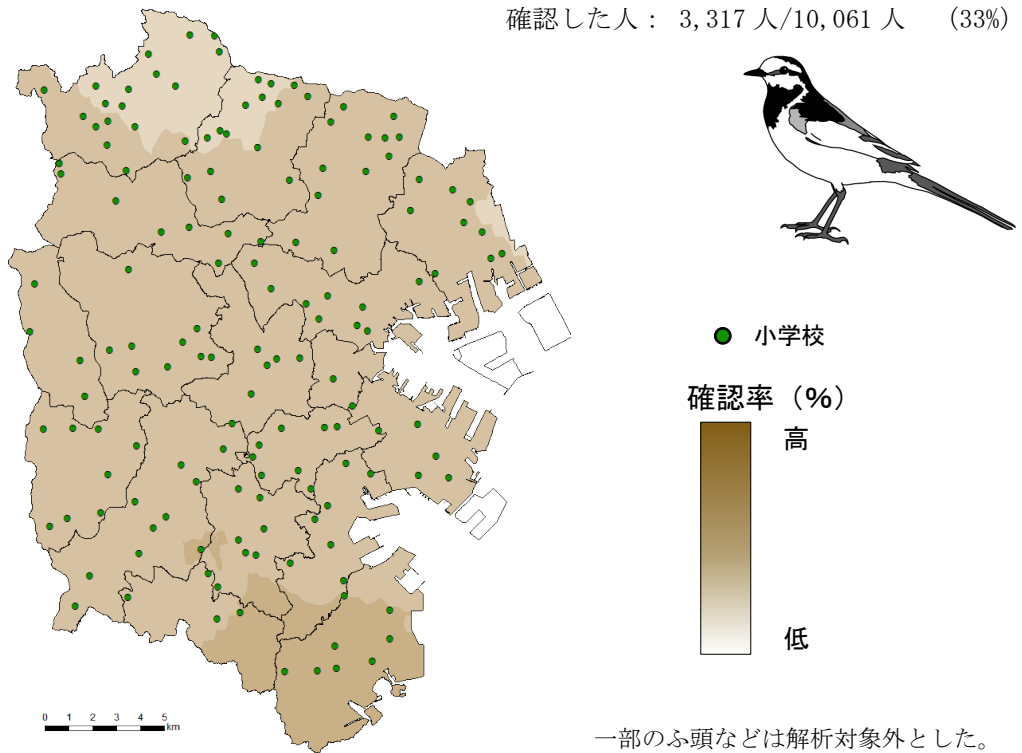 確認した人： 3,317 人/10,061 人 （33%）
小学校
確認率（%）
高
低
0 1 2 3 4 5
km
一部のふ頭などは解析対象外とした。